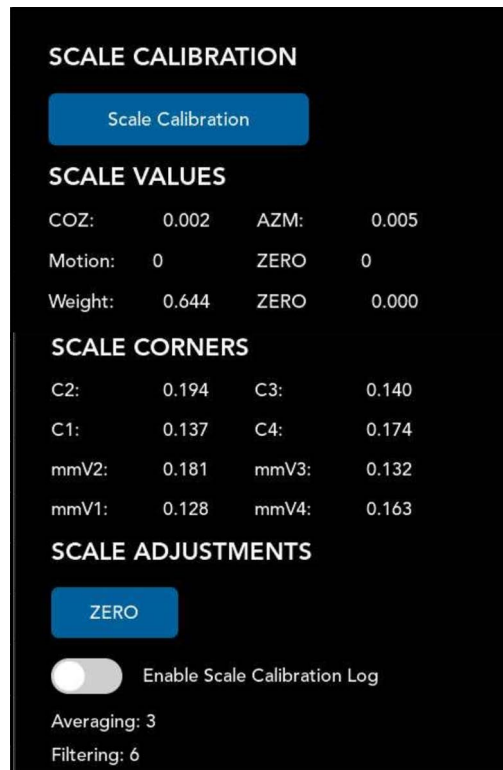 SCALE CALIBRATION
Scale Calibration
SCALE VALUES
COZ: 0.002 AZM: 0.005
Motion: 0 ZERO 0
Weight: 0.644 ZERO 0.000
SCALE CORNERS
C2: 0.194 C3: 0.140
C1: 0.137 C4: 0.174
mmV2: 0.181 mmV3: 0.132
mmV1: 0.128 mmV4: 0.163
SCALE ADJUSTMENTS
ZERO
Enable Scale Calibration Log
Averaging: 3
Filtering: 6